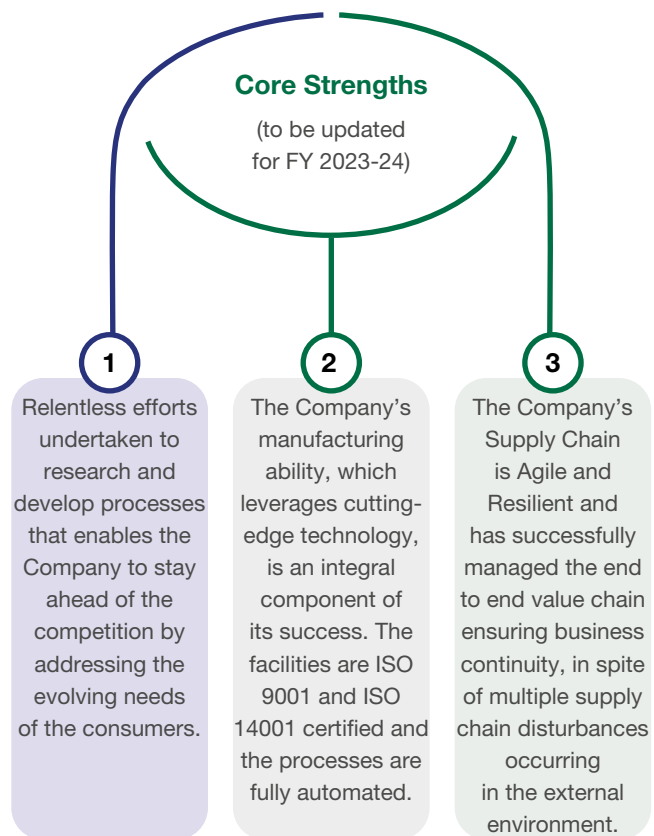 Core Strengths
(to be updated
for FY 2023-24)
1
Relentless efforts
undertaken to
research and
develop processes
that enables the
Company to stay
ahead of the
competition by
addressing the
evolving needs
of the consumers.
2
The Company’s
manufacturing
ability, which
leverages cutting-
edge technology,
is an integral
component of
its success. The
facilities are ISO
9001 and ISO
14001 certified and
the processes are
fully automated.
3
The Company’s
Supply Chain
is Agile and
Resilient and
has successfully
managed the end
to end value chain
ensuring business
continuity, in spite
of multiple supply
chain disturbances
occurring
in the external
environment.